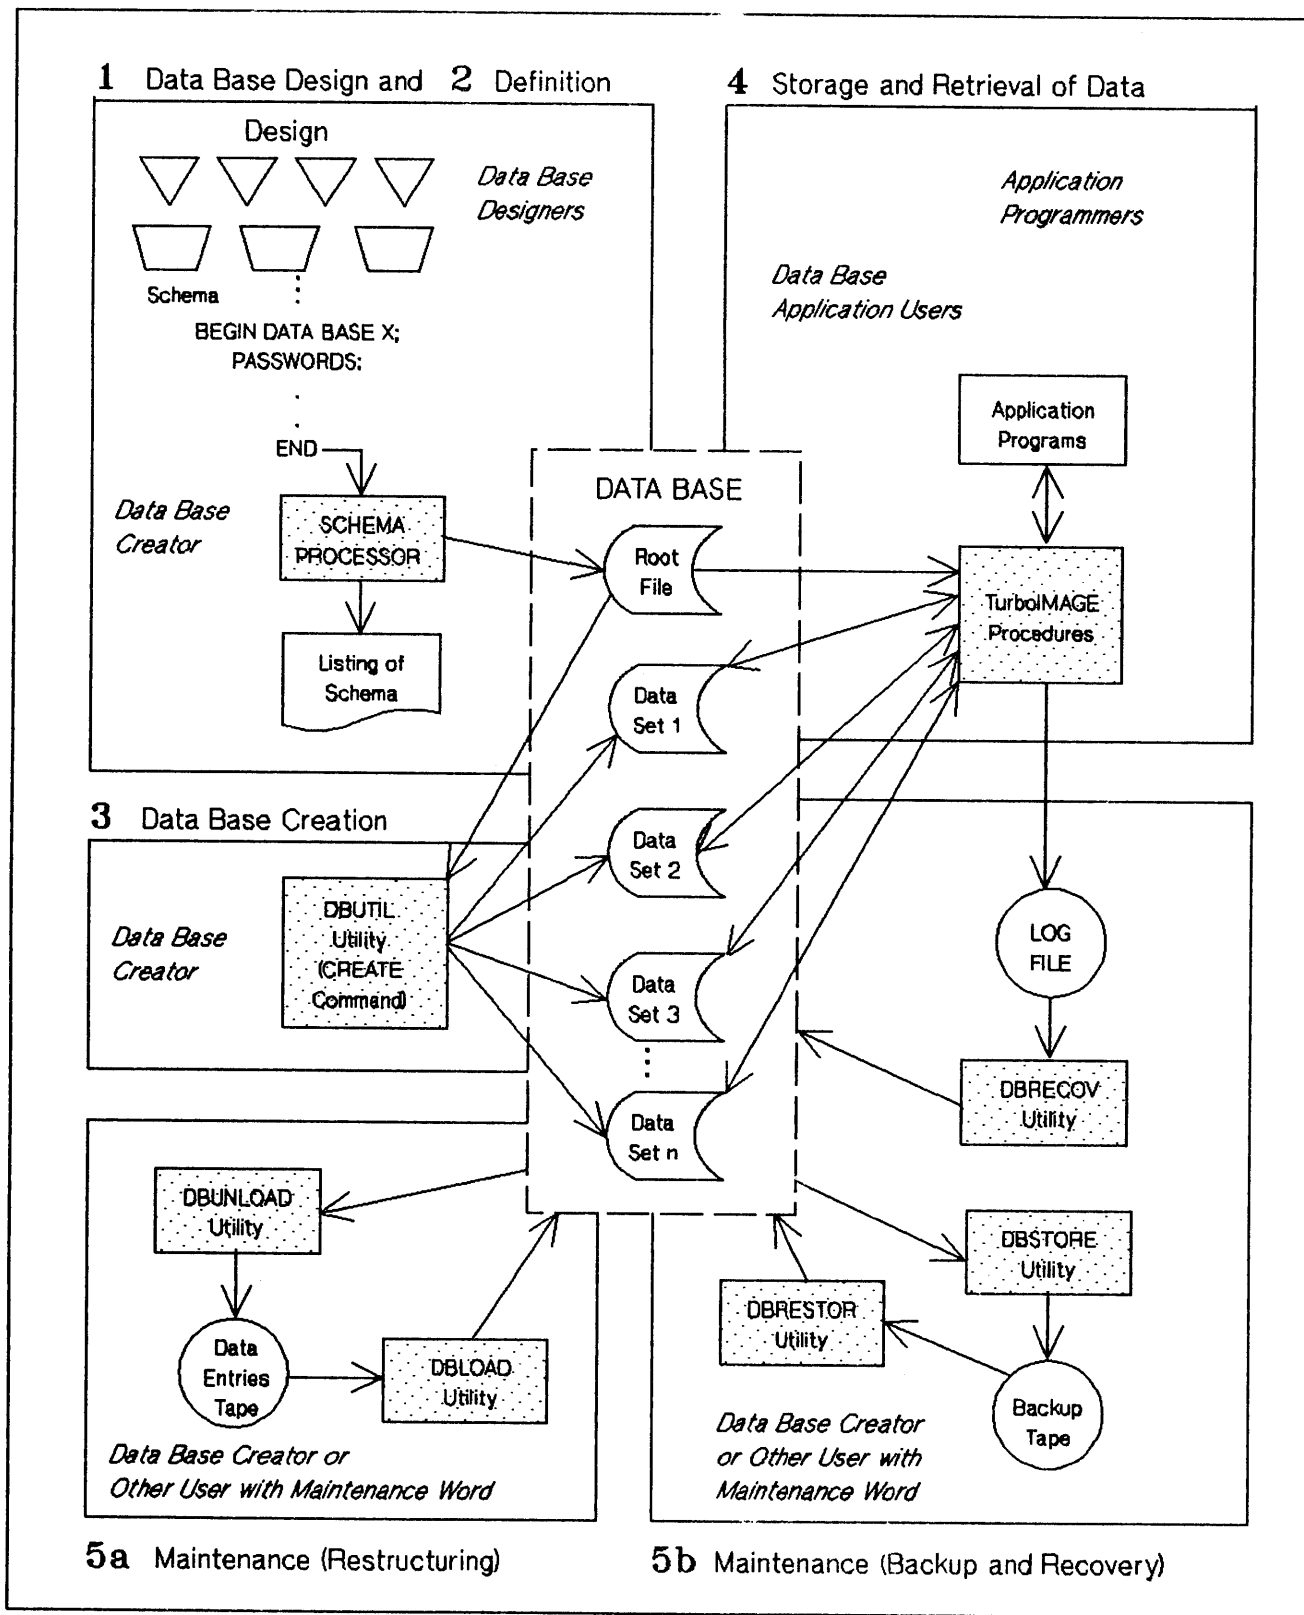 1 Data Base Design and 2 Definition
Design
Data Base
Designers
Schema
BEGIN DATA BASE X;
PASSWORDS:
END
Data Base
Creator
SCHEMA
PROCESSOR
Listing of
Schema
4 Storage and Retrieval of Data
Application
Programmers
Data Base
Application Users
Application
Programs
TurboIMAGE
Procedures
DATA BASE
Root
File
Data
Set 1
Data
Set 2
Data
Set 3
Data
Set n
3 Data Base Creation
Data Base
Creator
DBUTIL
Utility
(CREATE
Command)
LOG
FILE
DBRECOV
Utility
DBUNLOAD
Utility
Data
Entries
Tape
DBLOAD
Utility
Data Base Creator or
Other User with Maintenance Word
5a Maintenance (Restructuring)
DBSTORE
Utility
DBRESTOR
Utility
Backup
Tape
Data Base Creator
or Other User with
Maintenance Word
5b Maintenance (Backup and Recovery)